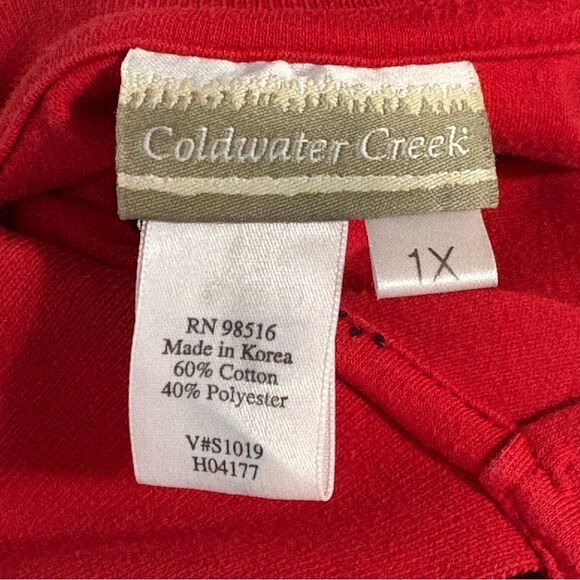 Coldwater Creek
1X
RN 98516
Made in Korea
60% Cotton
40% Polyester
V#S1019
H04177